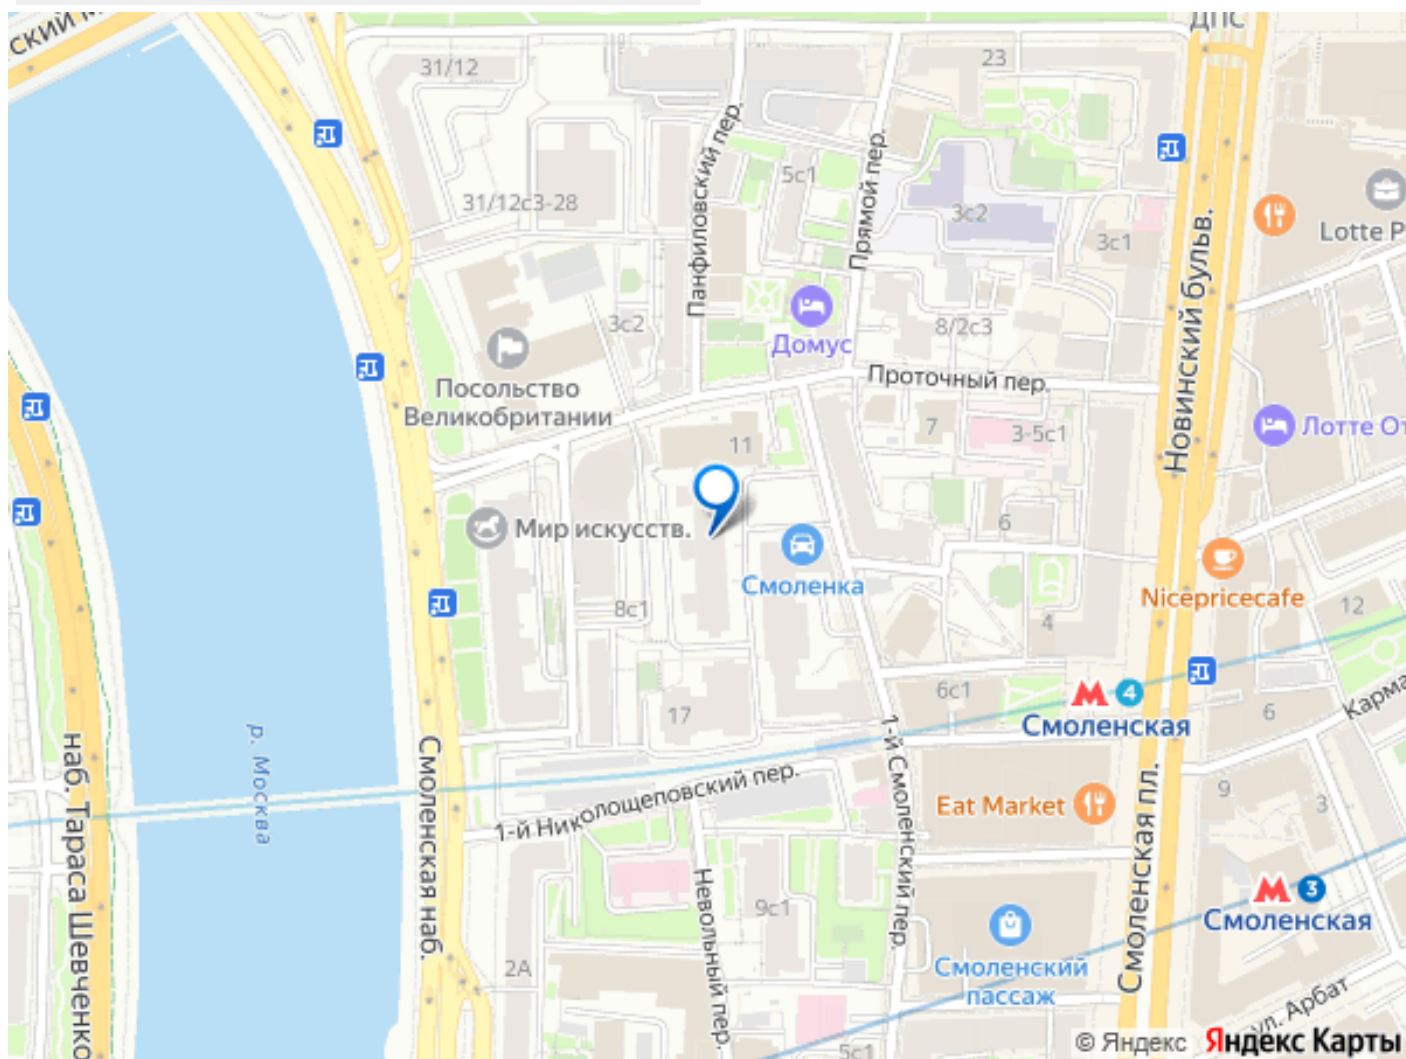 ДПС
31/12
23
Панфиловский пер.
Прямой пер.
5с1
31/12с3-28
3с2
3с1
Новинский бульв.
3с2
Домус
8/2с3
Посольство
Великобритании
Проточный пер.
7
3-5с1
11
Мир искусств.
Смоленка
6
Nicepricecafe
12
8с1
4
17
6с1
4
Смоленская
6
р. Москва
Смоленская наб.
наб. Тараса Шевченко
1-й Николощеповский пер.
1-й Смоленский пер.
Eat Market
Смоленская пл.
9
3
Невольный пер.
9с1
3
Смоленская
2А
Смоленский
пассаж
ул. Арбат
5с1
© Яндекс Яндекс Карты